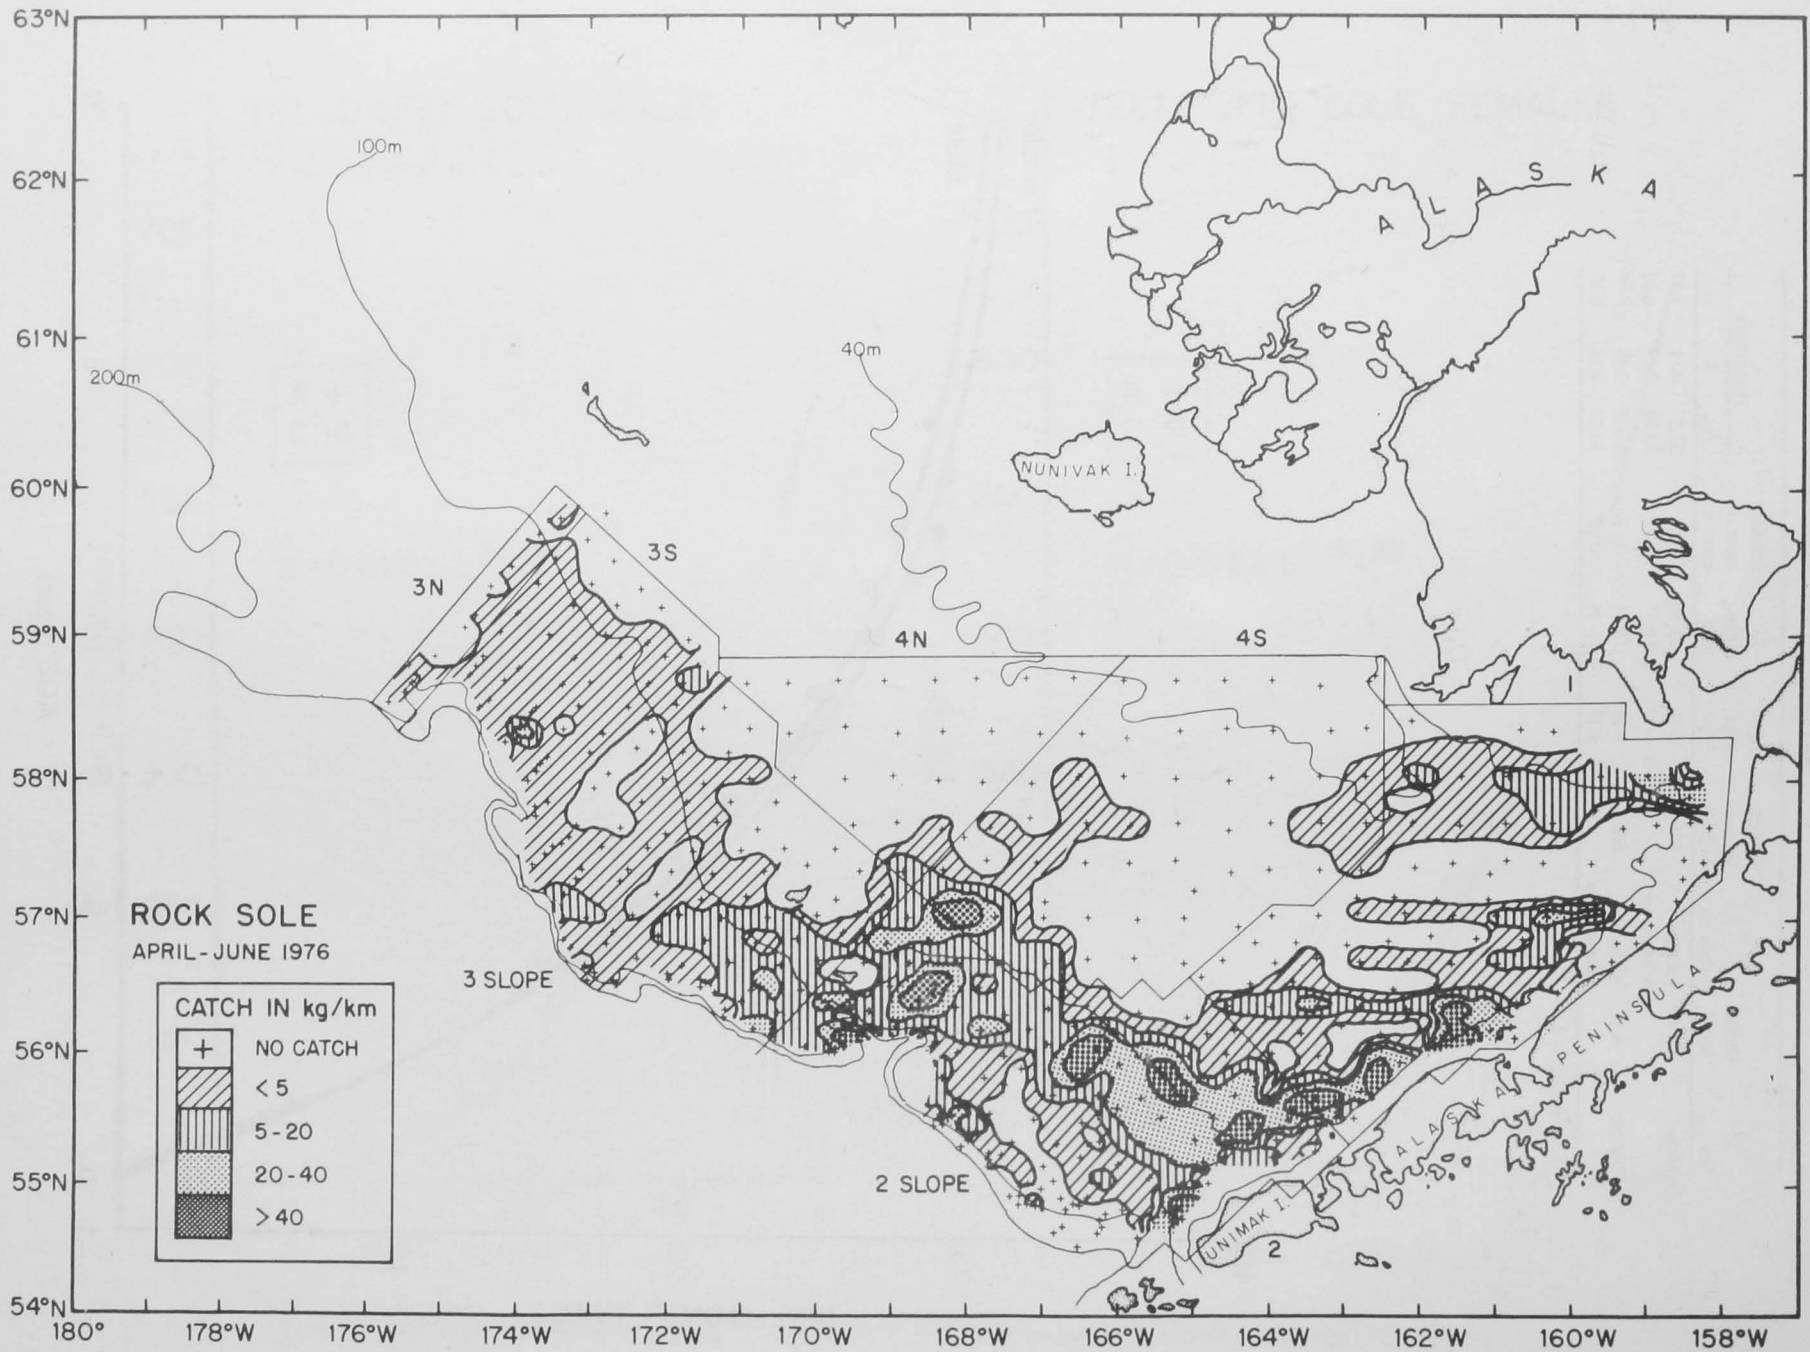 63°N
100m
62°N
A L A S K A
61°N
40m
200m
60°N
NUNIVAK I.
3S
3N
59°N
4N
4S
1
58°N
57°N
ROCK SOLE
APRIL-JUNE 1976
3 SLOPE
CATCH IN kg/km
+ NO CATCH
<5
5-20
20-40
>40
56°N
ALASKA PENINSULA
55°N
2 SLOPE
UNIMAK I.
2
54°N
180° 178°W 176°W 174°W 172°W 170°W 168°W 166°W 164°W 162°W 160°W 158°W